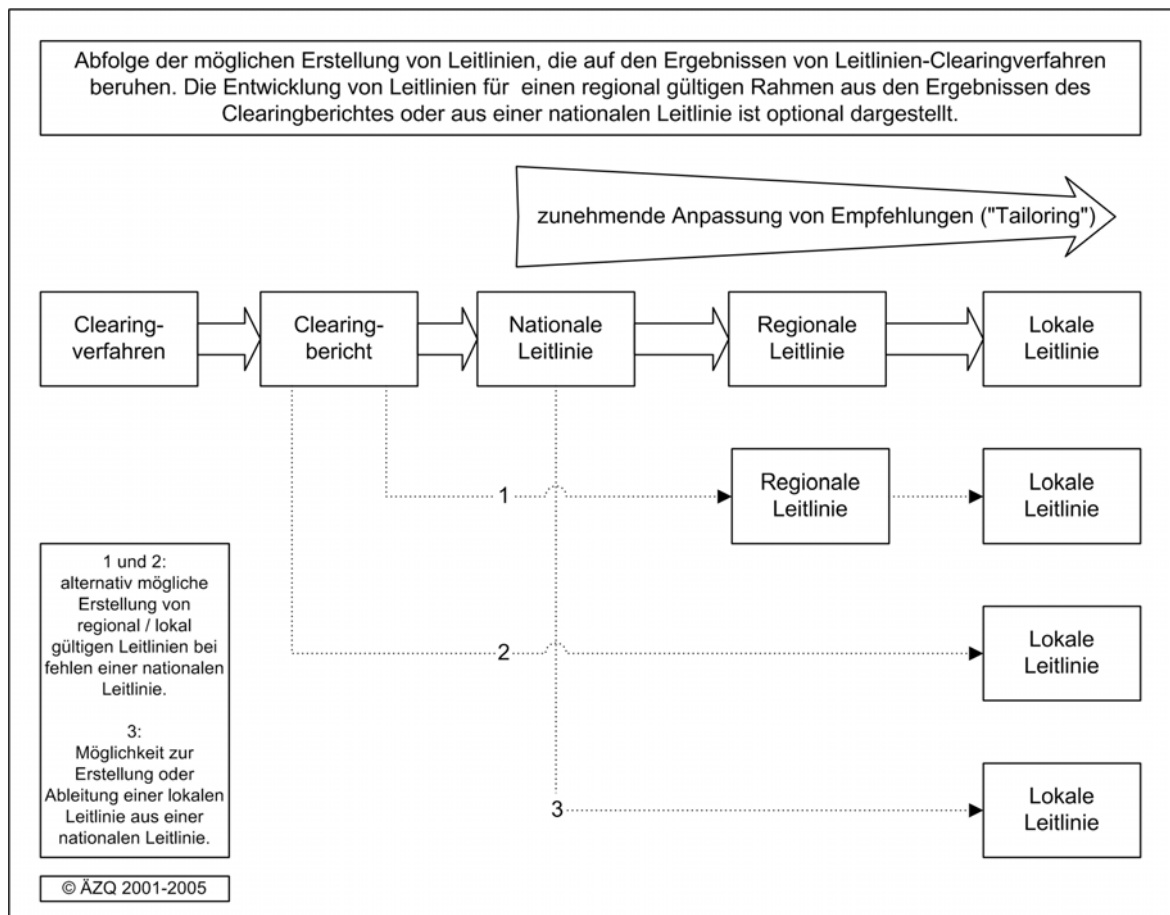 Abfolge der möglichen Erstellung von Leitlinien, die auf den Ergebnissen von Leitlinien-Clearingverfahren
beruhen. Die Entwicklung von Leitlinien für einen regional gültigen Rahmen aus den Ergebnissen des
Clearingberichtes oder aus einer nationalen Leitlinie ist optional dargestellt.
zunehmende Anpassung von Empfehlungen ("Tailoring")
Clearing-
verfahren
Clearing-
bericht
Nationale
Leitlinie
Regionale
Leitlinie
Lokale
Leitlinie
1
Regionale
Leitlinie
Lokale
Leitlinie
2
Lokale
Leitlinie
3
Lokale
Leitlinie
1 und 2:
alternativ mögliche
Erstellung von
regional / lokal
gültigen Leitlinien bei
fehlen einer nationalen
Leitlinie.
3:
Möglichkeit zur
Erstellung oder
Ableitung einer lokalen
Leitlinie aus einer
nationalen Leitlinie.
© ÄZQ 2001-2005